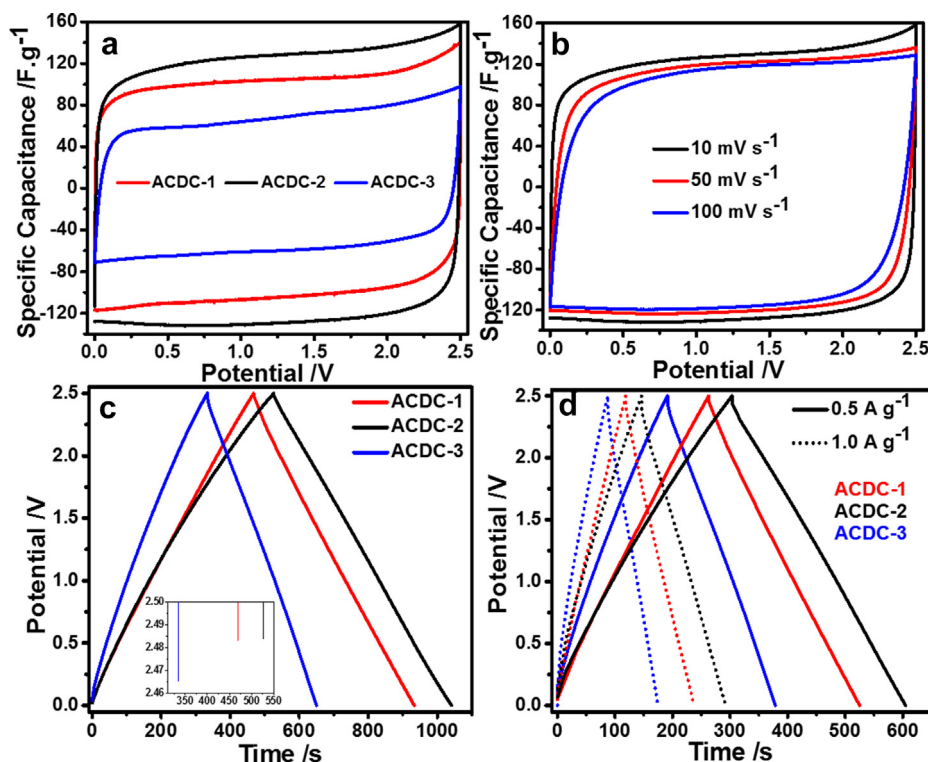 a
Specific Capacitance /F.g-1
160
120
80
40
0
-40
-80
-120
ACDC-1 ACDC-2 ACDC-3
0.0 0.5 1.0 1.5 2.0 2.5
Potential /V
b
Specific Capacitance /F.g-1
160
120
80
40
0
-40
-80
-120
10 mV s-1
50 mV s-1
100 mV s-1
0.0 0.5 1.0 1.5 2.0 2.5
Potential /V
c
Potential /V
2.5
2.0
1.5
1.0
0.5
0.0
ACDC-1
ACDC-2
ACDC-3
2.50
2.49
2.48
2.47
2.46
350 400 450 500 550
0 200 400 600 800 1000
Time /s
d
Potential /V
2.5
2.0
1.5
1.0
0.5
0.0
0.5 A g-1
1.0 A g-1
ACDC-1
ACDC-2
ACDC-3
0 100 200 300 400 500 600
Time /s